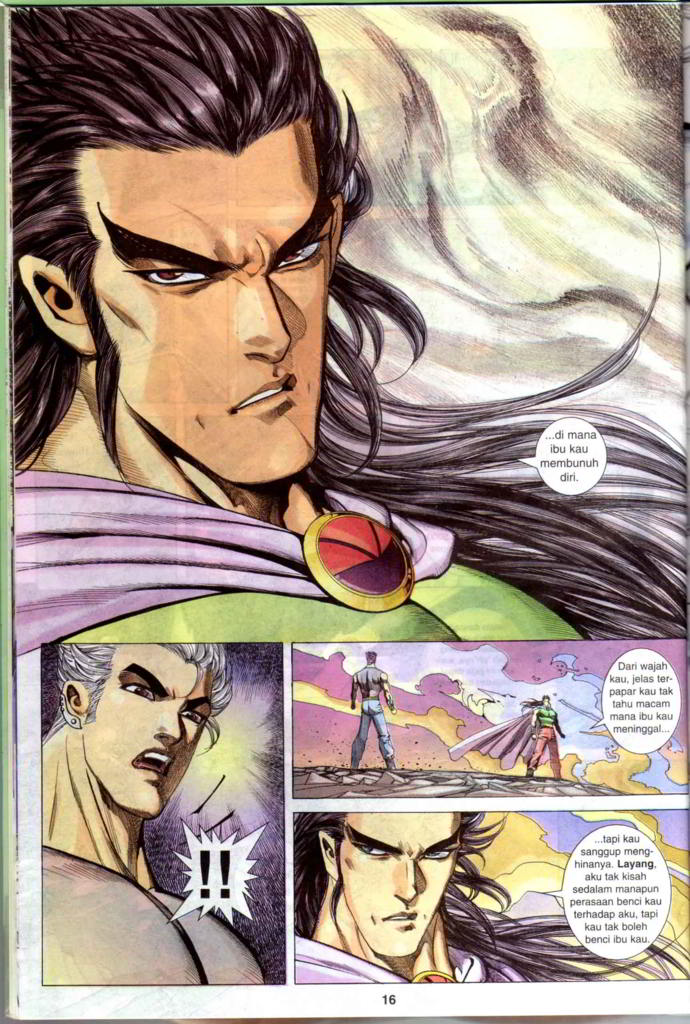 ...di mana
ibu kau
membunuh
diri.
!!
Dari wajah
kau, jelas ter-
papar kau tak
tahu macam
mana ibu kau
meninggal...
...tapi kau
sanggup meng-
hinanya. Layang,
aku tak kisah
sedalam manapun
perasaan benci kau
terhadap aku, tapi
kau tak boleh
benci ibu kau.
16